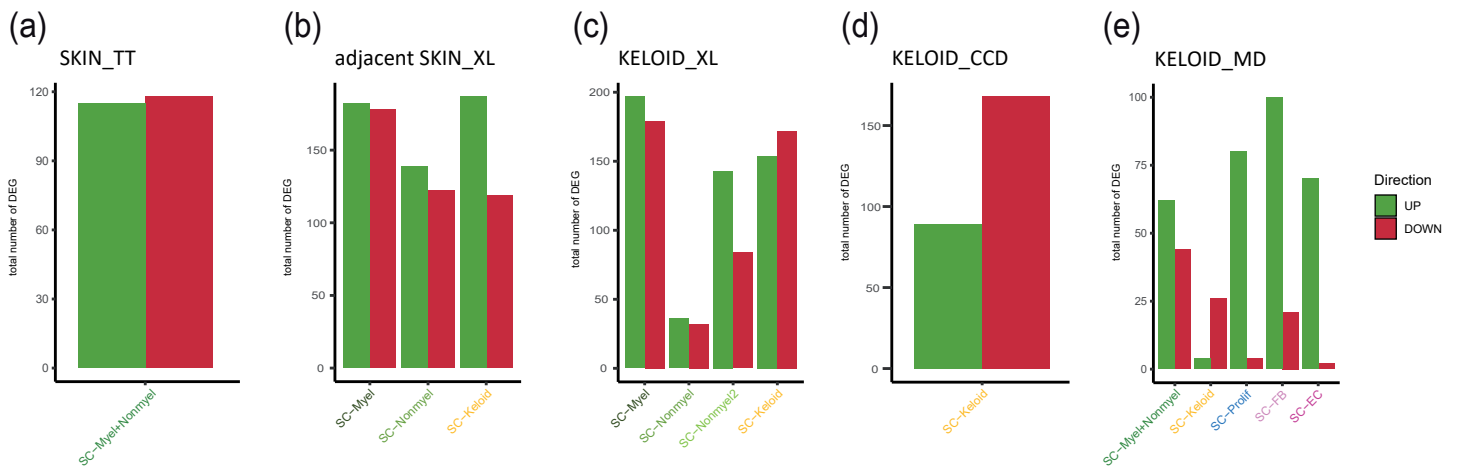 (a)
SKIN_TT
total number of DEG
120
90
60
30
0
SC−Myel+Nonmyel
(b)
adjacent SKIN_XL
total number of DEG
150
100
50
0
SC−Myel
SC−Nonmyel
SC−Keloid
(c)
KELOID_XL
total number of DEG
200
150
100
50
0
SC−Myel
SC−Nonmyel
SC−Nonmyel2
SC−Keloid
(d)
KELOID_CCD
total number of DEG
150
100
50
0
SC−Keloid
(e)
KELOID_MD
total number of DEG
100
75
50
25
0
SC−Myel+Nonmyel
SC−Keloid
SC−Prolif
SC−FB
SC−EC
Direction
UP
DOWN